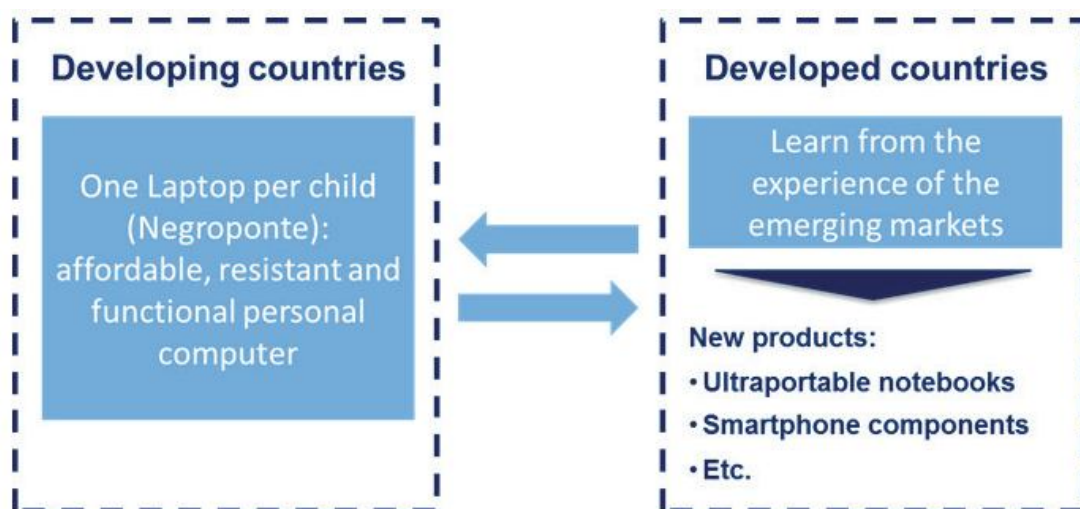 Developing countries
One Laptop per child
(Negroponte):
affordable, resistant and
functional personal
computer
Developed countries
Learn from the
experience of the
emerging markets
New products:
• Ultraportable notebooks
• Smartphone components
• Etc.